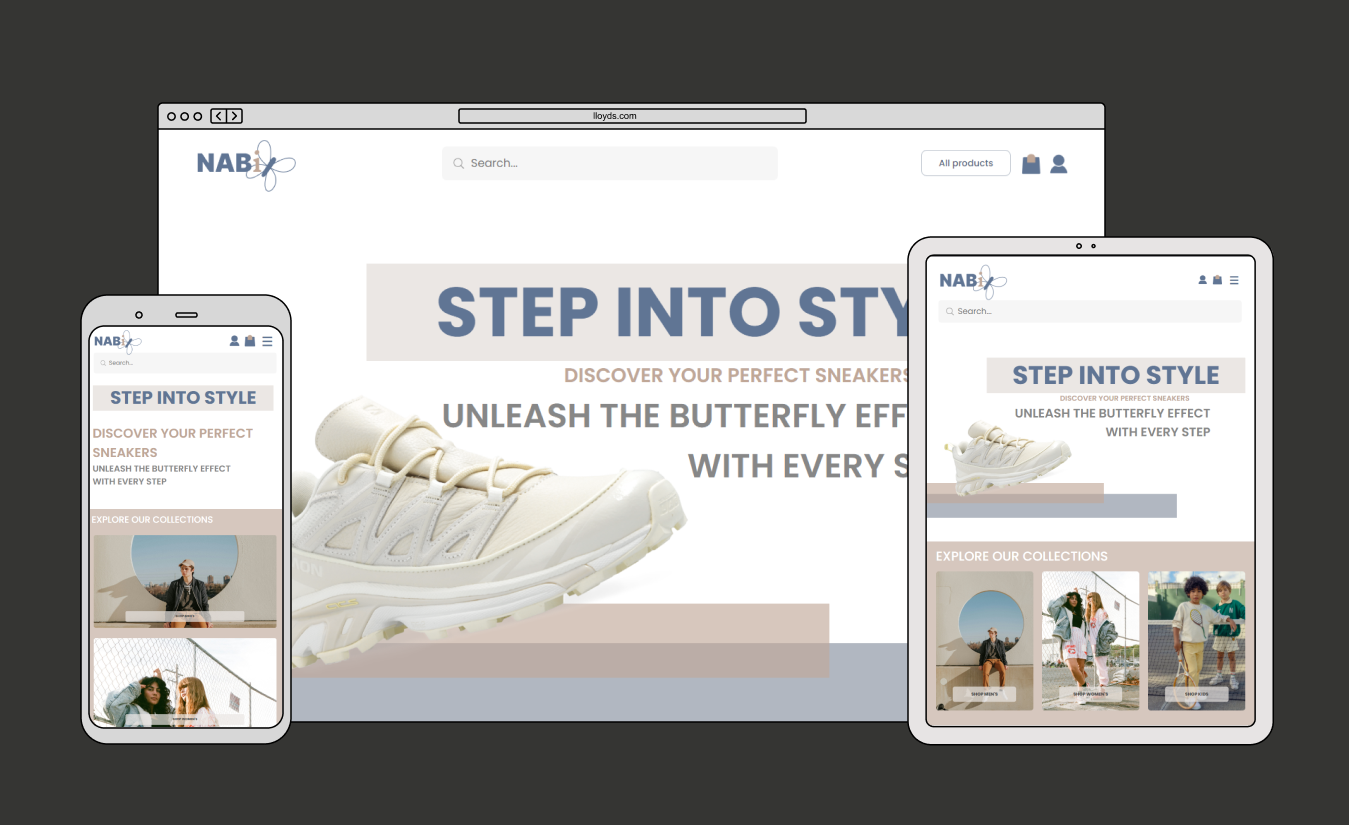 lloyds.com
NABi
Search...
All products
STEP INTO STY
DISCOVER YOUR PERFECT SNEAKERS
UNLEASH THE BUTTERFLY EFF
WITH EVERY S
NABi
Search...
STEP INTO STYLE
DISCOVER YOUR PERFECT
SNEAKERS
UNLEASH THE BUTTERFLY EFFECT
WITH EVERY STEP
EXPLORE OUR COLLECTIONS
SHOP MEN'S
SHOP WOMEN'S
NABi
Search...
STEP INTO STYLE
DISCOVER YOUR PERFECT SNEAKERS
UNLEASH THE BUTTERFLY EFFECT
WITH EVERY STEP
EXPLORE OUR COLLECTIONS
SHOP MEN'S
SHOP WOMEN'S
SHOP KIDS